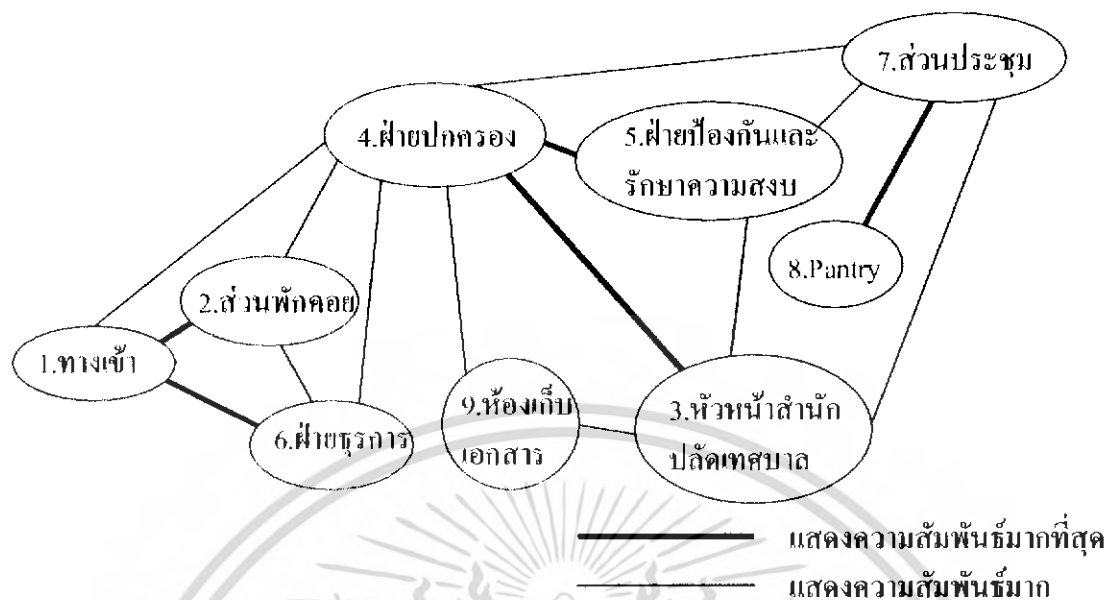 7.ส่วนประชุม
4.ฝ่ายปกครอง
5.ฝ่ายป้องกันและ
รักษาความสงบ
8.Pantry
2.ส่วนพักคอย
1.ทางเข้า
6.ฝ่ายธุรการ
9.ห้องเก็บ
เอกสาร
3.หัวหน้าสำนัก
ปลัดเทศบาล
แสดงความสัมพันธ์มากที่สุด
แสดงความสัมพันธ์มาก